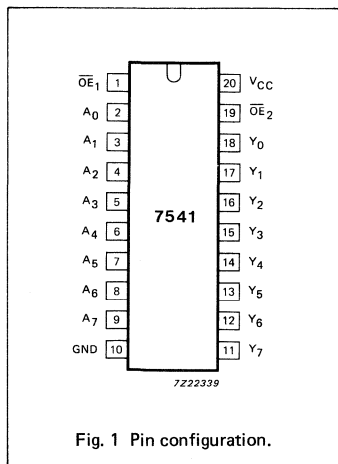 OE1 1 20 VCC
A0 2 19 OE2
A1 3 18 Y0
A2 4 17 Y1
A3 5 16 Y2
7541
A4 6 15 Y3
A5 7 14 Y4
A6 8 13 Y5
A7 9 12 Y6
GND 10 11 Y7
7Z22339
Fig. 1 Pin configuration.